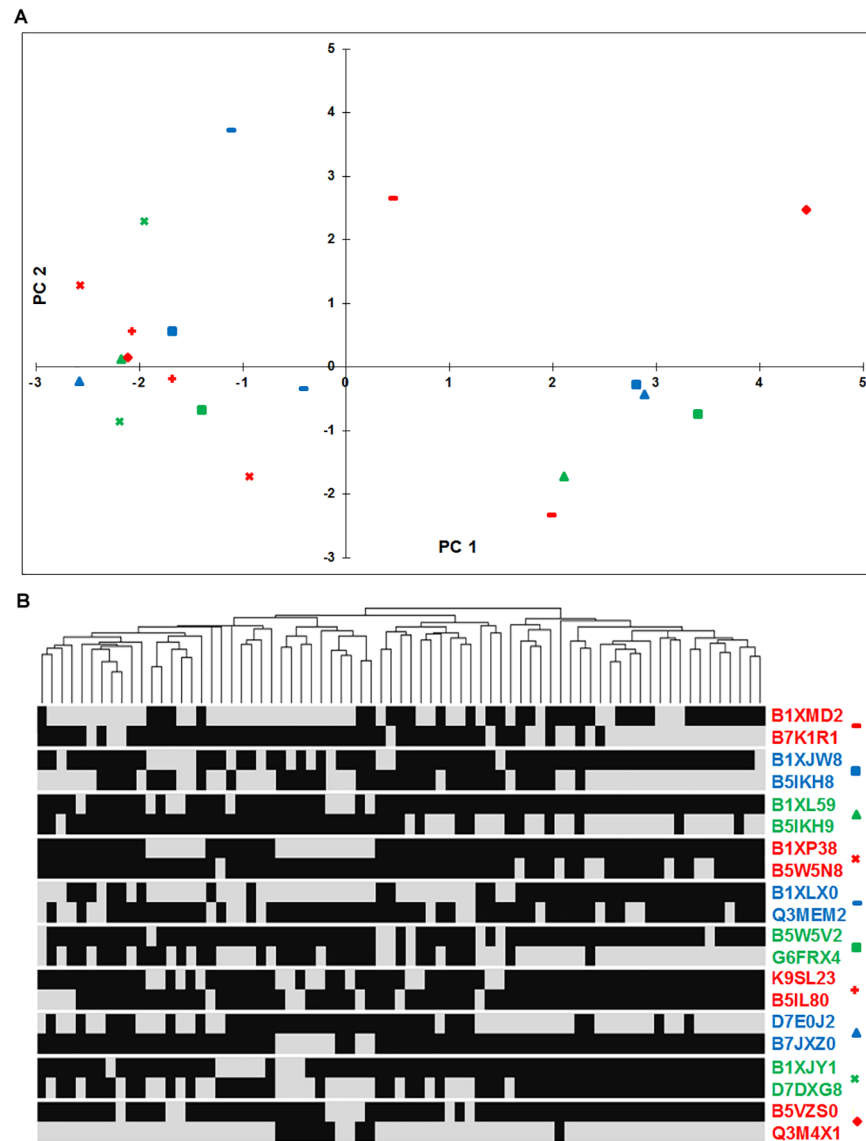 A
5
4
3
2
1
0
-3 -2 -1 0 1 2 3 4 5
-1
-2
-3
PC 2
PC 1
B
B1XMD2
B7K1R1
B1XJW8
B5IKH8
B1XL59
B5IKH9
B1XP38
B5W5N8
B1XLX0
Q3MEM2
B5W5V2
G6FRX4
K9SL23
B5IL80
D7E0J2
B7JXZ0
B1XJY1
D7DXG8
B5VZS0
Q3M4X1